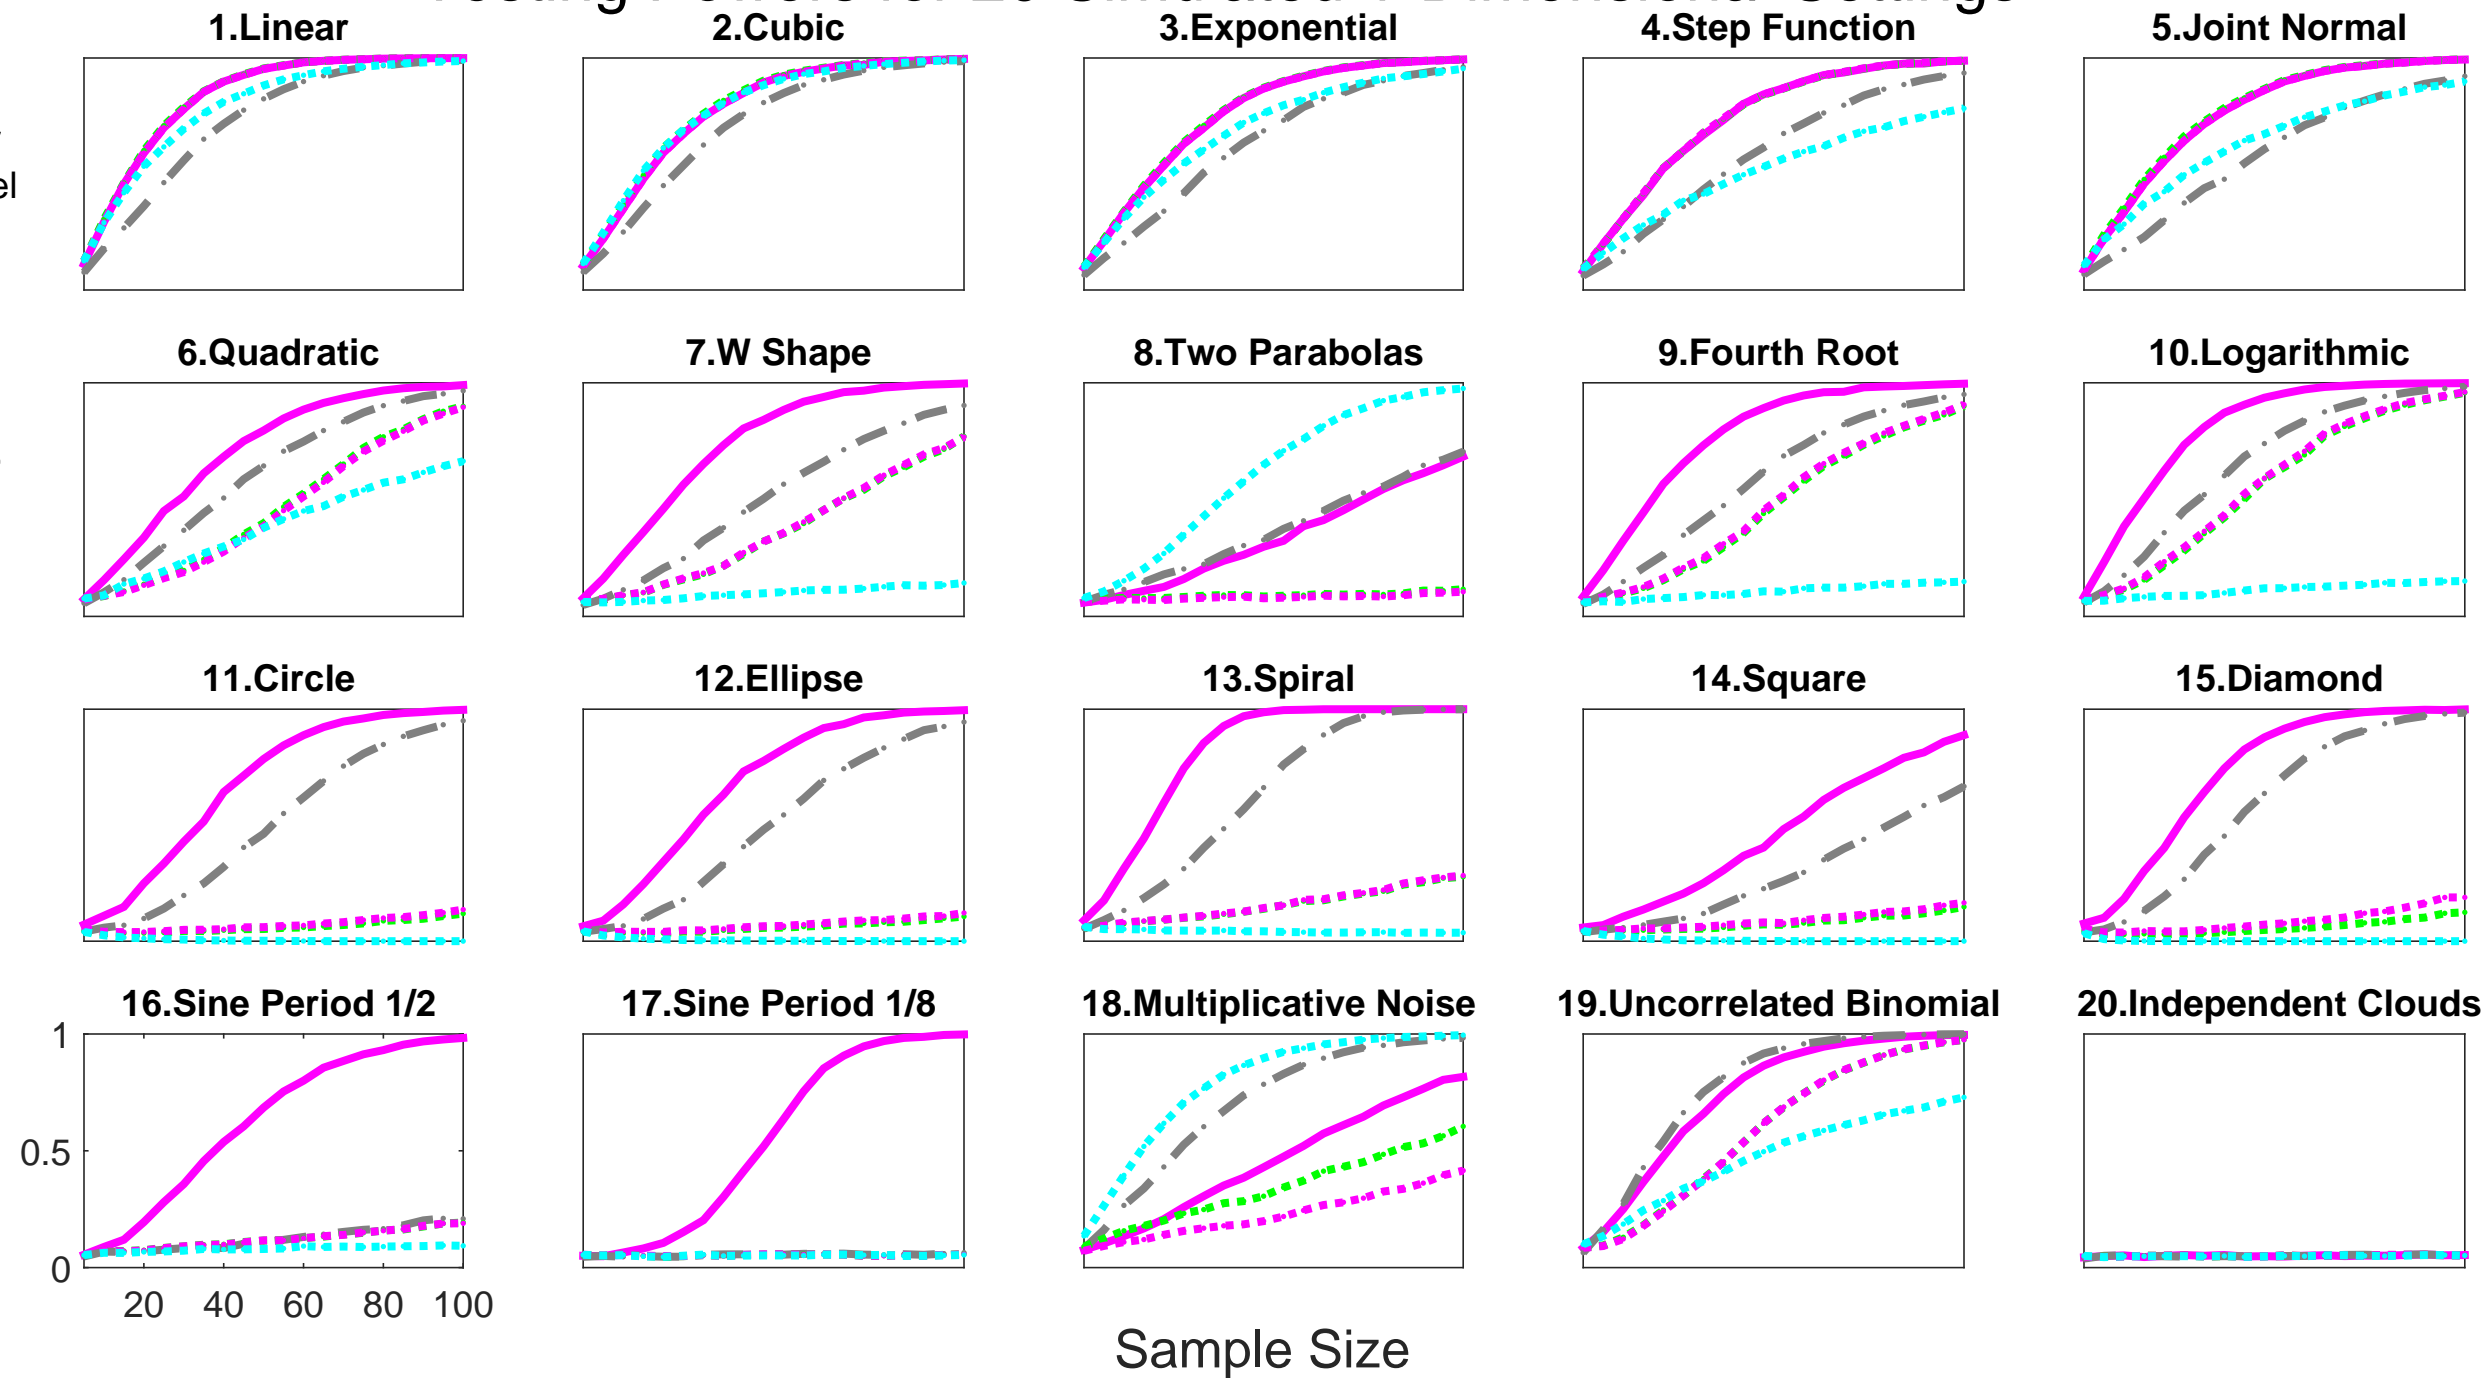 1.Linear
2.Cubic
3.Exponential
4.Step Function
5.Joint Normal
6.Quadratic
7.W Shape
8.Two Parabolas
9.Fourth Root
10.Logarithmic
11.Circle
12.Ellipse
13.Spiral
14.Square
15.Diamond
16.Sine Period 1/2
17.Sine Period 1/8
18.Multiplicative Noise
19.Uncorrelated Binomial
20.Independent Clouds
1
0.5
0
20 40 60 80 100
Sample Size